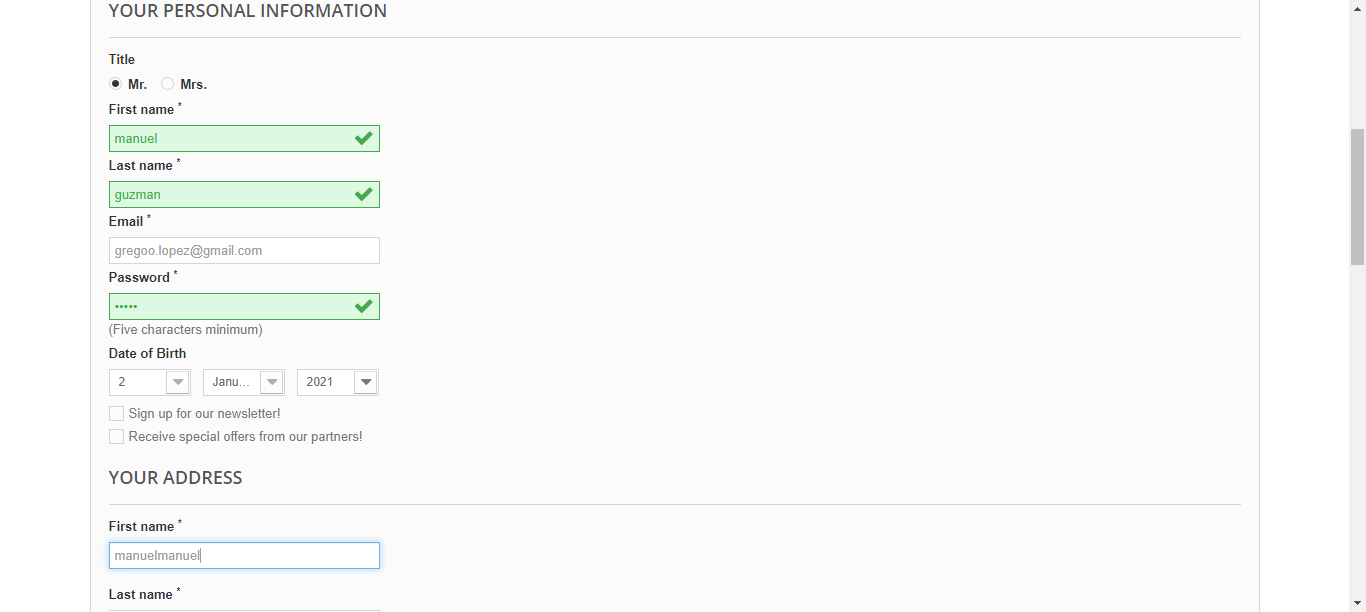 YOUR PERSONAL INFORMATION
Title
Mr. Mrs.
First name *
manuel
Last name *
guzman
Email *
gregoo.lopez@gmail.com
Password *
•••••
(Five characters minimum)
Date of Birth
2 Janu... 2021
Sign up for our newsletter!
Receive special offers from our partners!
YOUR ADDRESS
First name *
manuelmanuel
Last name *